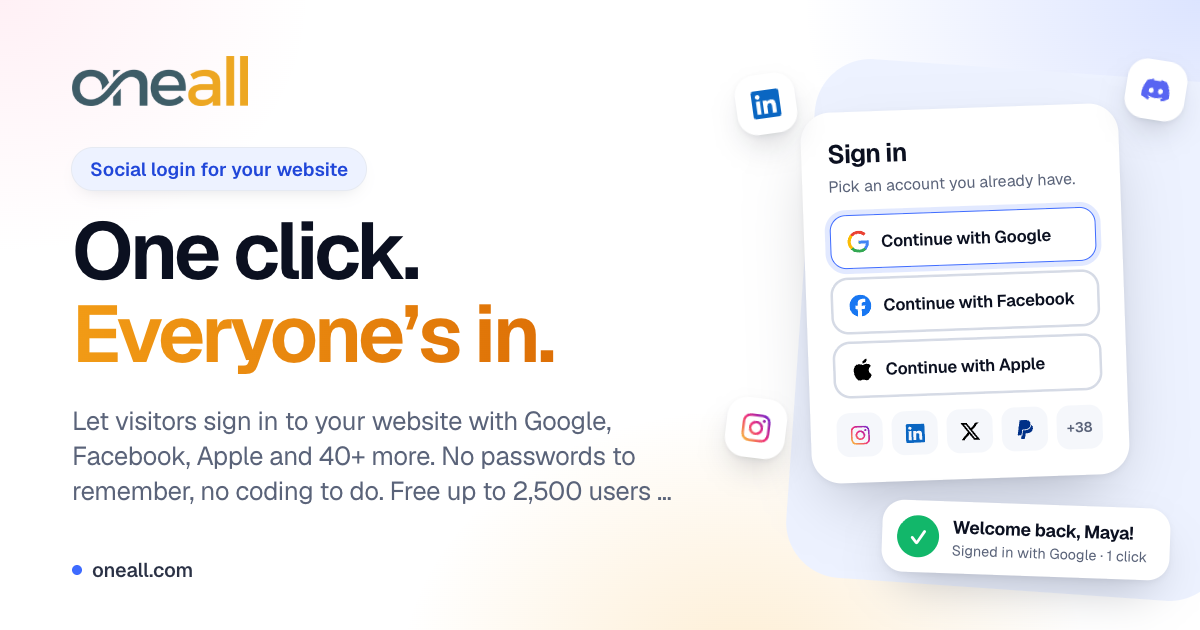 oneall
Social login for your website
One click.
Everyone’s in.
Let visitors sign in to your website with Google,
Facebook, Apple and 40+ more. No passwords to
remember, no coding to do. Free up to 2,500 users ...
oneall.com
Sign in
Pick an account you already have.
Continue with Google
Continue with Facebook
Continue with Apple
+38
Welcome back, Maya!
Signed in with Google · 1 click